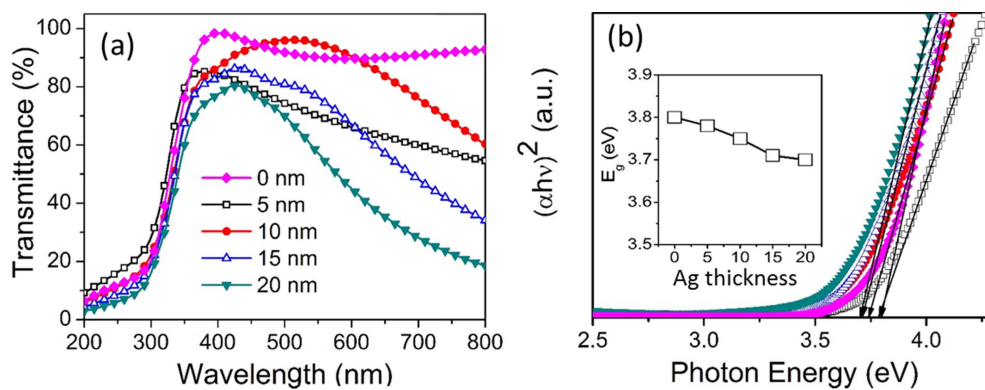 (a)
Transmittance (%)
100
80
60
40
20
0
0 nm
5 nm
10 nm
15 nm
20 nm
200 300 400 500 600 700 800
Wavelength (nm)
(b)
(αhν)2 (a.u.)
Eg (eV)
3.9
3.8
3.7
3.6
3.5
0 5 10 15 20
Ag thickness
2.5 3.0 3.5 4.0
Photon Energy (eV)